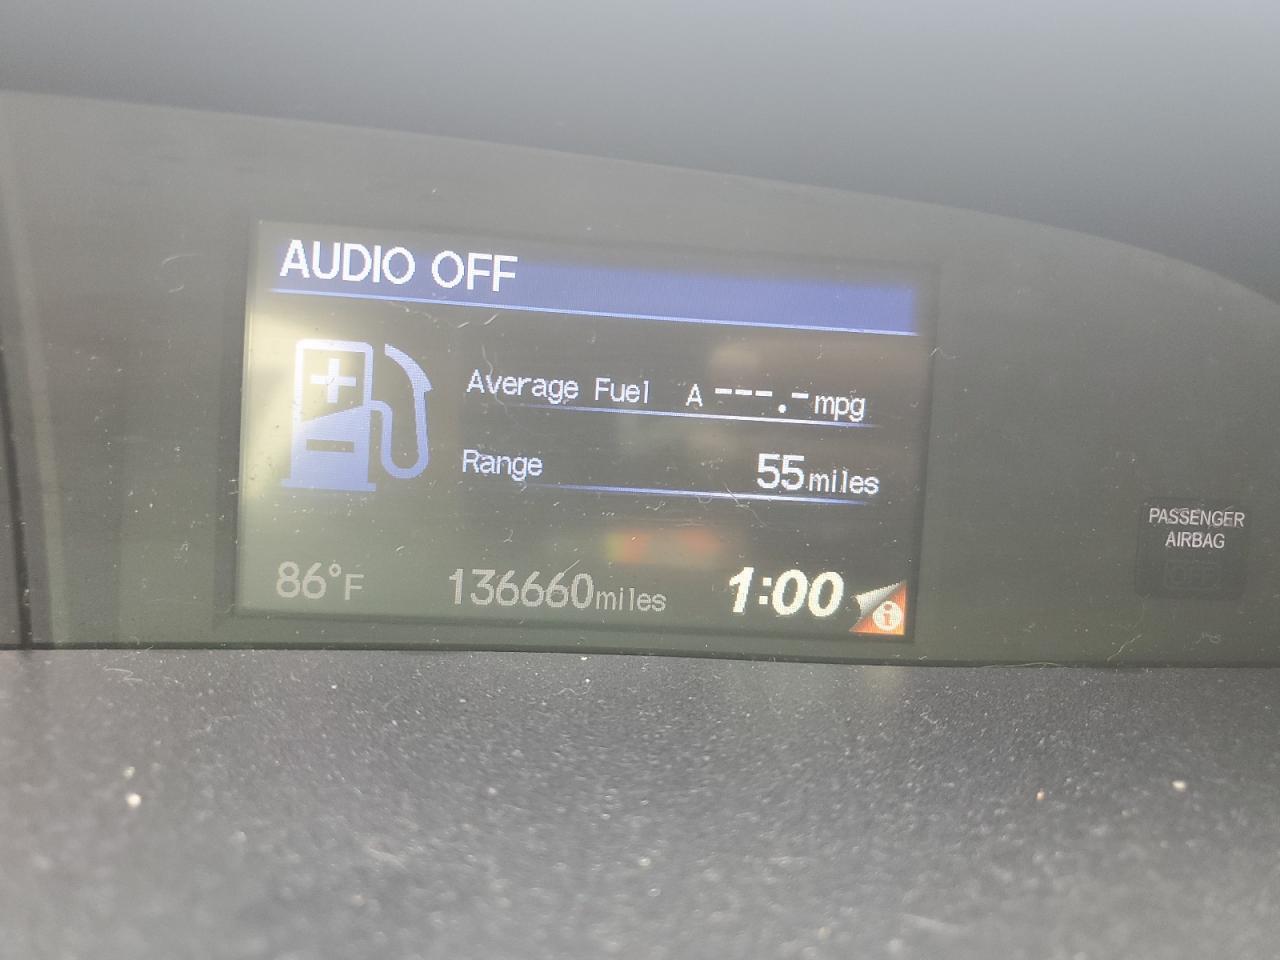 AUDIO OFF
Average Fuel A ---.- mpg
Range 55 miles
86°F 136660 miles 1:00
PASSENGER
AIRBAG